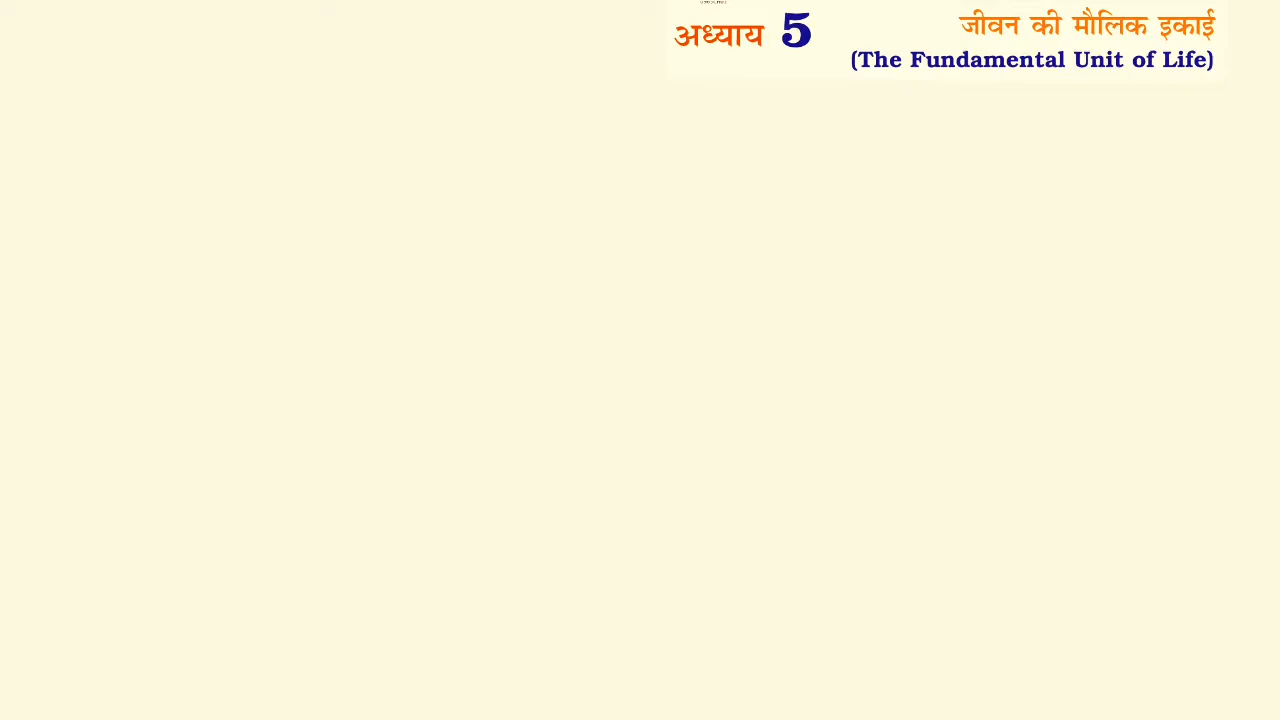 अध्याय 5
जीवन की मौलिक इकाई
(The Fundamental Unit of Life)